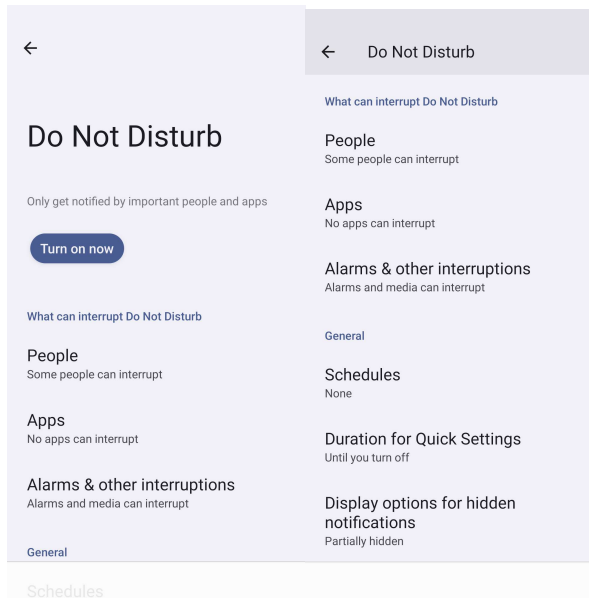 Do Not Disturb
Only get notified by important people and apps
Turn on now
What can interrupt Do Not Disturb
People
Some people can interrupt
Apps
No apps can interrupt
Alarms & other interruptions
Alarms and media can interrupt
General
Schedules
Do Not Disturb
What can interrupt Do Not Disturb
People
Some people can interrupt
Apps
No apps can interrupt
Alarms & other interruptions
Alarms and media can interrupt
General
Schedules
None
Duration for Quick Settings
Until you turn off
Display options for hidden
notifications
Partially hidden